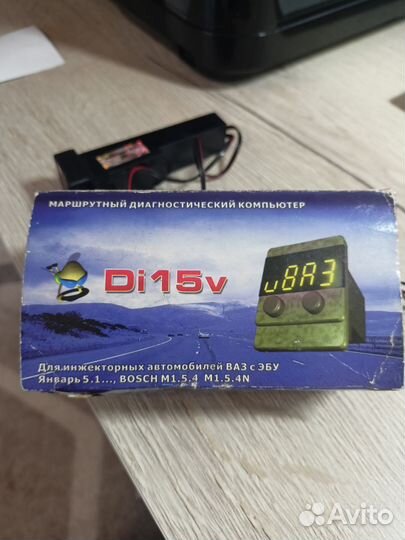 МАРШРУТНЫЙ ДИАГНОСТИЧЕСКИЙ КОМПЬЮТЕР
Di15v
uВАЗ
Для инжекторных автомобилей ВАЗ с ЭБУ
Январь 5.1..., BOSCH M1.5.4 M1.5.4N
Avito